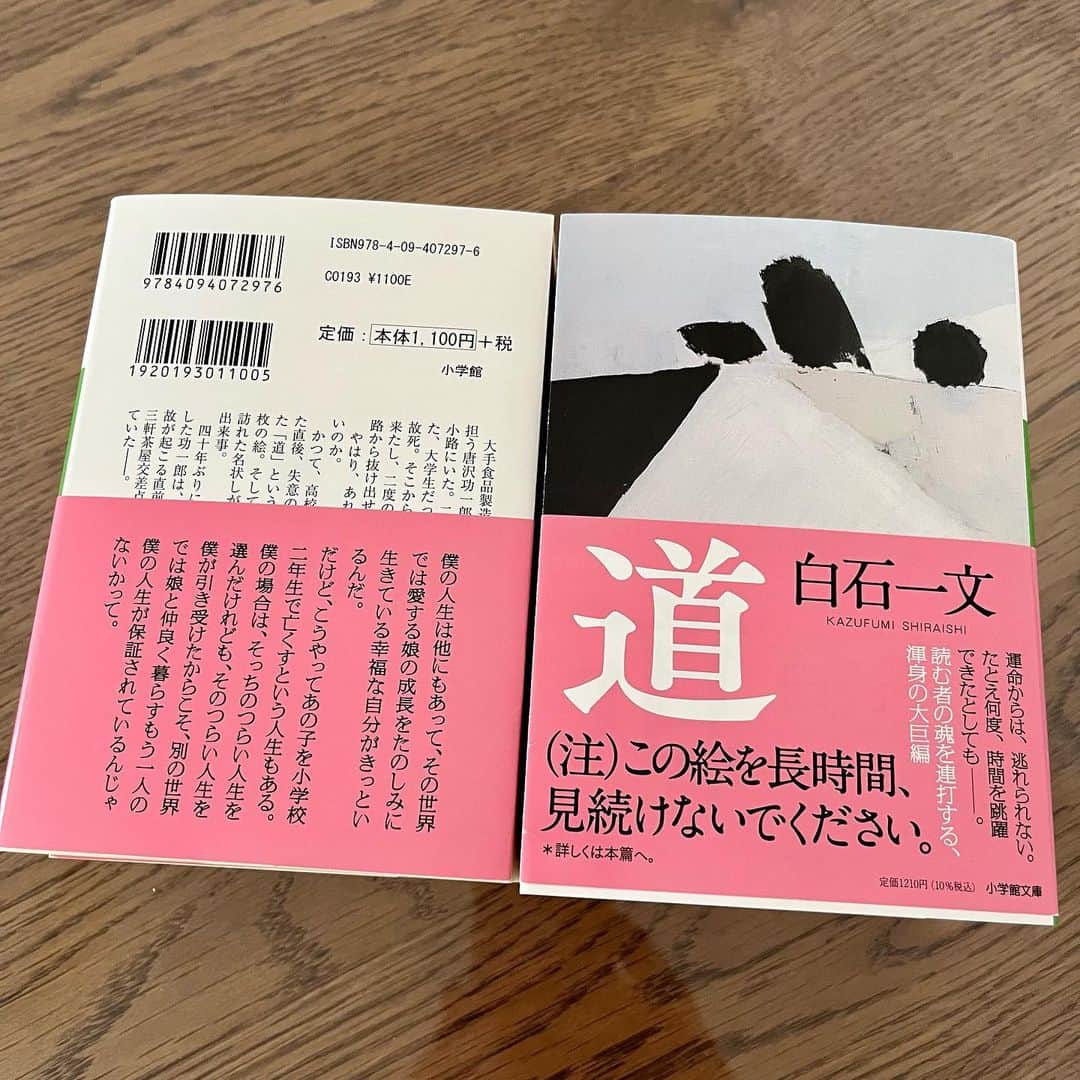 ISBN978-4-09-407297-6
9784094072976
C0193 ¥1100E
1920193011005
定価：本体1,100円＋税
小学館
大手食品製造
担う唐沢功一郎
小路にいた。二
た、大学生だっ
故死。そこから
来たし、二度の
路から抜け出せ
いのか。
やはり、あれ
かつて、高校
た直後、失意の
た「道」という
枚の絵。そして
訪れた名状しが
出来事。
四十年ぶりに
した功一郎は、
故が起こる直前
三軒茶屋交差点
ていた――。
僕の人生は他にもあって、その世界
では愛する娘の成長をたのしみに
生きている幸福な自分がきっとい
るんだ。
だけど、こうやってあの子を小学校
二年生で亡くすという人生もある。
僕の場合は、そっちのつらい人生を
選んだけれども、そのつらい人生を
僕が引き受けたからこそ、別の世界
では娘と仲良く暮らすもう一人の
僕の人生が保証されているんじゃ
ないかって。
道
白石一文
KAZUFUMI SHIRAISHI
運命からは、逃れられない。
たとえ何度、時間を跳躍
できたとしても――。
読む者の魂を連打する、
渾身の大巨編
(注)この絵を長時間、
見続けないでください。
＊詳しくは本篇へ。
定価1210円（10%税込）
小学館文庫